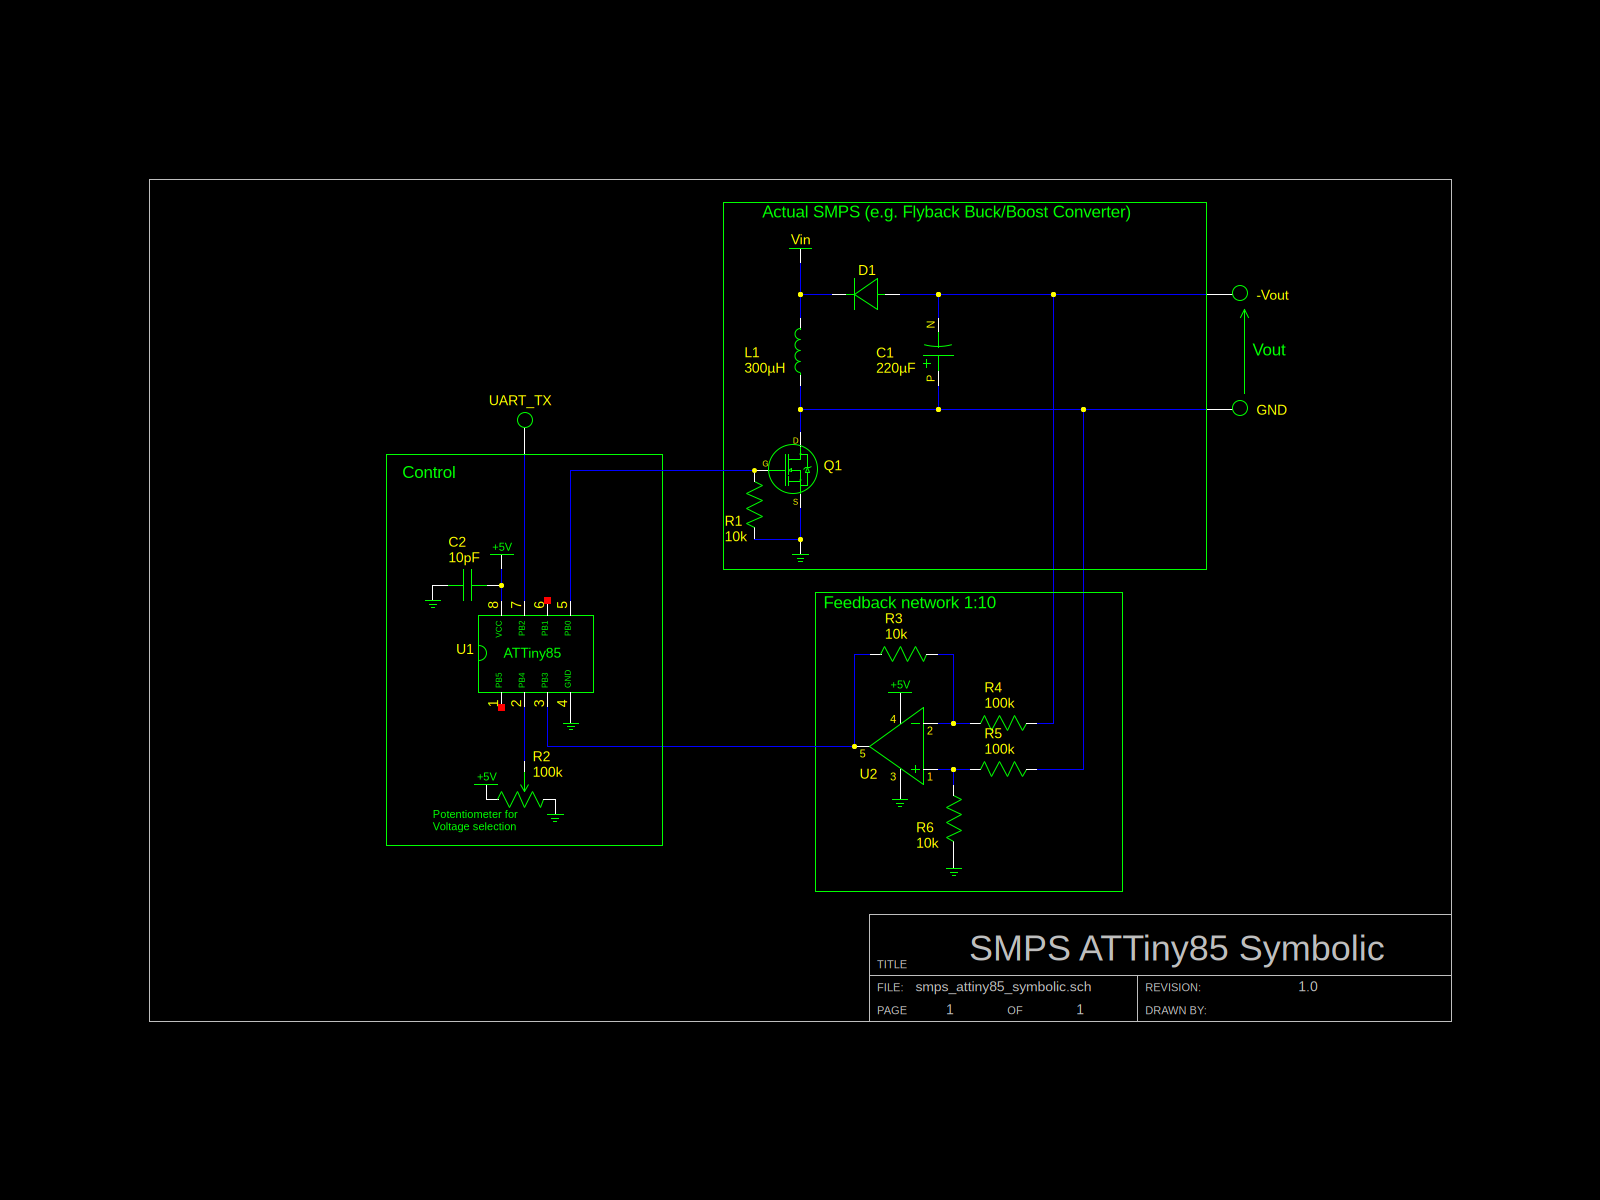 Actual SMPS (e.g. Flyback Buck/Boost Converter)
Vin
D1
-Vout
N
L1
300µH
C1
220µF
+
P
Vout
GND
UART_TX
D
G
Q1
S
R1
10k
Control
C2
10pF
+5V
8 7 6 5
VCC PB2 PB1 PB0
U1
ATTiny85
PB5 PB4 PB3 GND
1 2 3 4
R2
100k
+5V
Potentiometer for
Voltage selection
Feedback network 1:10
R3
10k
+5V
R4
100k
4
2
R5
100k
5
U2
3
1
R6
10k
TITLE
SMPS ATTiny85 Symbolic
FILE: smps_attiny85_symbolic.sch
REVISION: 1.0
PAGE 1 OF 1
DRAWN BY: